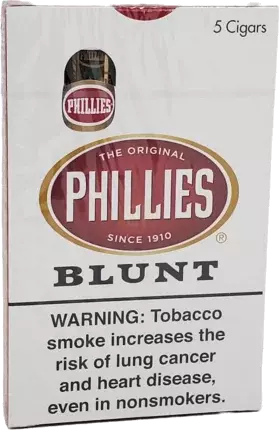 5 Cigars
PHILLIES
THE ORIGINAL
PHILLIES
SINCE 1910
®
BLUNT
WARNING: Tobacco
smoke increases the
risk of lung cancer
and heart disease,
even in nonsmokers.